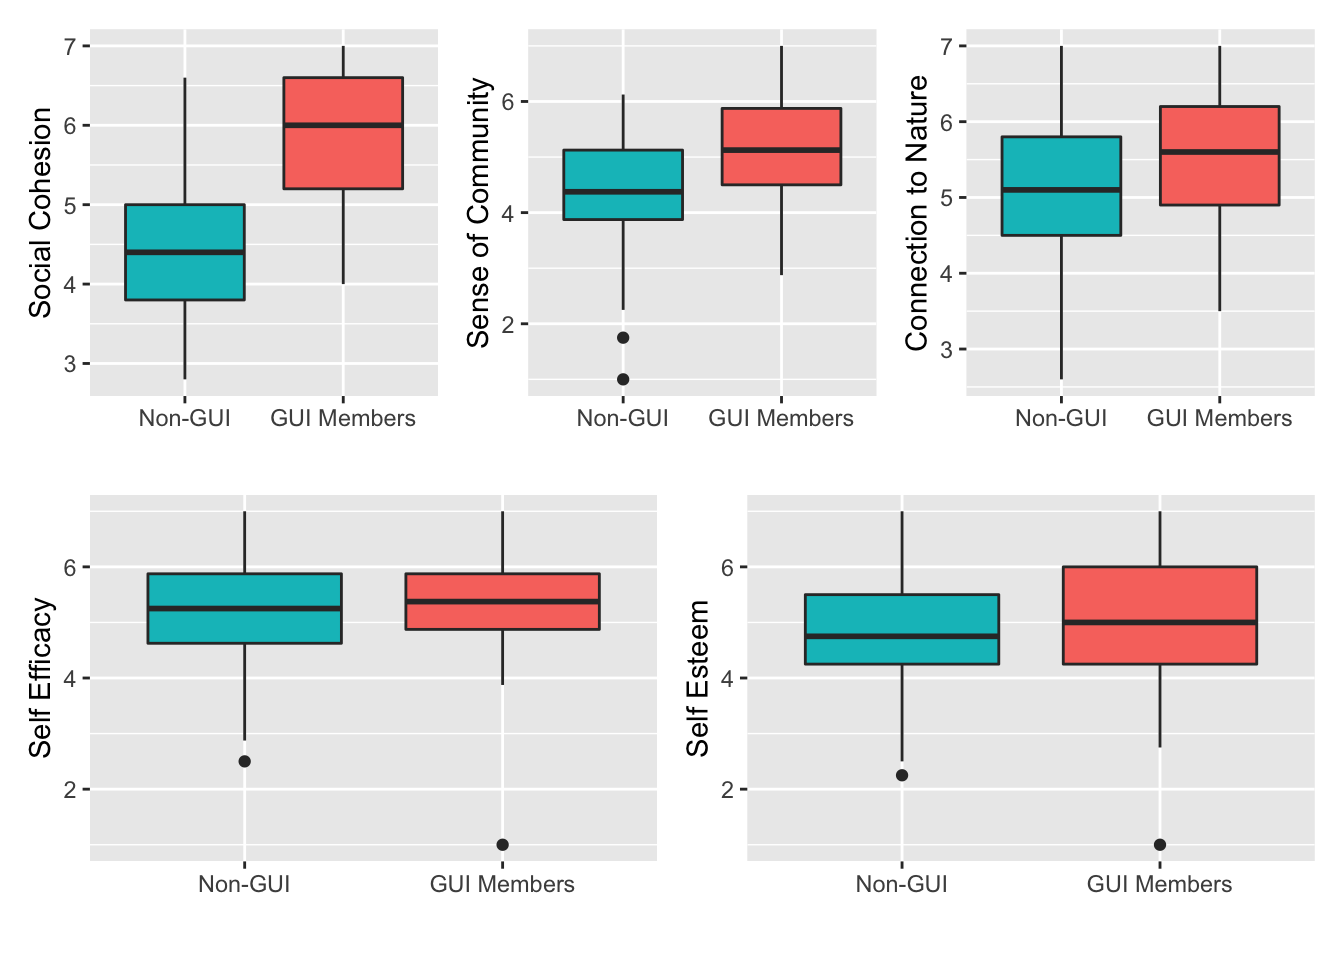 Social Cohesion
7
6
5
4
3
Non-GUI
GUI Members
Sense of Community
6
4
2
Non-GUI
GUI Members
Connection to Nature
7
6
5
4
3
Non-GUI
GUI Members
Self Efficacy
6
4
2
Non-GUI
GUI Members
Self Esteem
6
4
2
Non-GUI
GUI Members